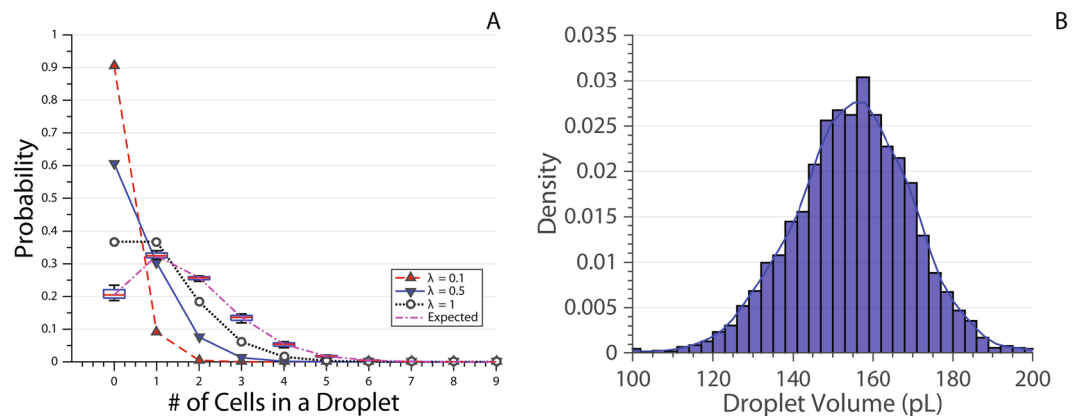 A
1
0.9
0.8
0.7
0.6
0.5
0.4
0.3
0.2
0.1
0
Probability
0 1 2 3 4 5 6 7 8 9
# of Cells in a Droplet
λ = 0.1
λ = 0.5
λ = 1
Expected
B
0.035
0.03
0.025
0.02
0.015
0.01
0.005
0
Density
100 120 140 160 180 200
Droplet Volume (pL)